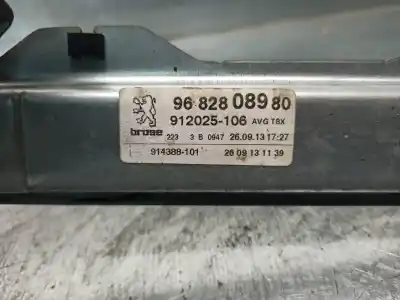 96 828 089 80
912025-106 AVG T8X
brose
223 3 B 0947 26.09.13 17:27
914388-101 26 09 13 11 39